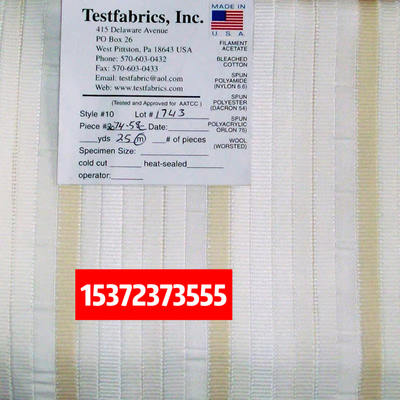 Testfabrics, Inc.
415 Delaware Avenue
PO Box 26
West Pittston, Pa 18643 USA
Phone: 570-603-0432
Fax: 570-603-0433
Email: testfabric@aol.com
Web: www.testfabrics.com
(Tested and Approved for AATCC)
Style #10 Lot# 1743
Piece# Date:
yds 25 m # of pieces
Specimen Size:
cold cut heat-sealed
operator:
MADE IN
U.S.A.
FILAMENT
ACETATE
BLEACHED
COTTON
SPUN
POLYAMIDE
(NYLON 6.6)
SPUN
POLYESTER
(DACRON 54)
SPUN
POLYACRYLIC
ORLON 75)
WOOL
(WORSTED)
15372373555